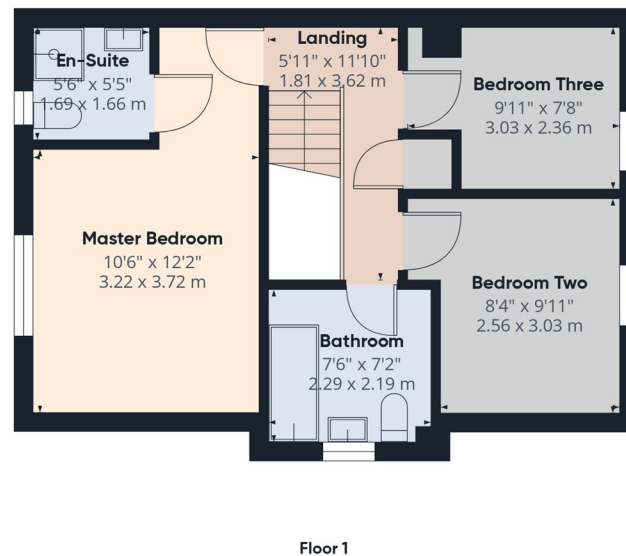 En-Suite
5'6" x 5'5"
1.69 x 1.66 m
Landing
5'11" x 11'10"
1.81 x 3.62 m
Bedroom Three
9'11" x 7'8"
3.03 x 2.36 m
Master Bedroom
10'6" x 12'2"
3.22 x 3.72 m
Bedroom Two
8'4" x 9'11"
2.56 x 3.03 m
Bathroom
7'6" x 7'2"
2.29 x 2.19 m
Floor 1